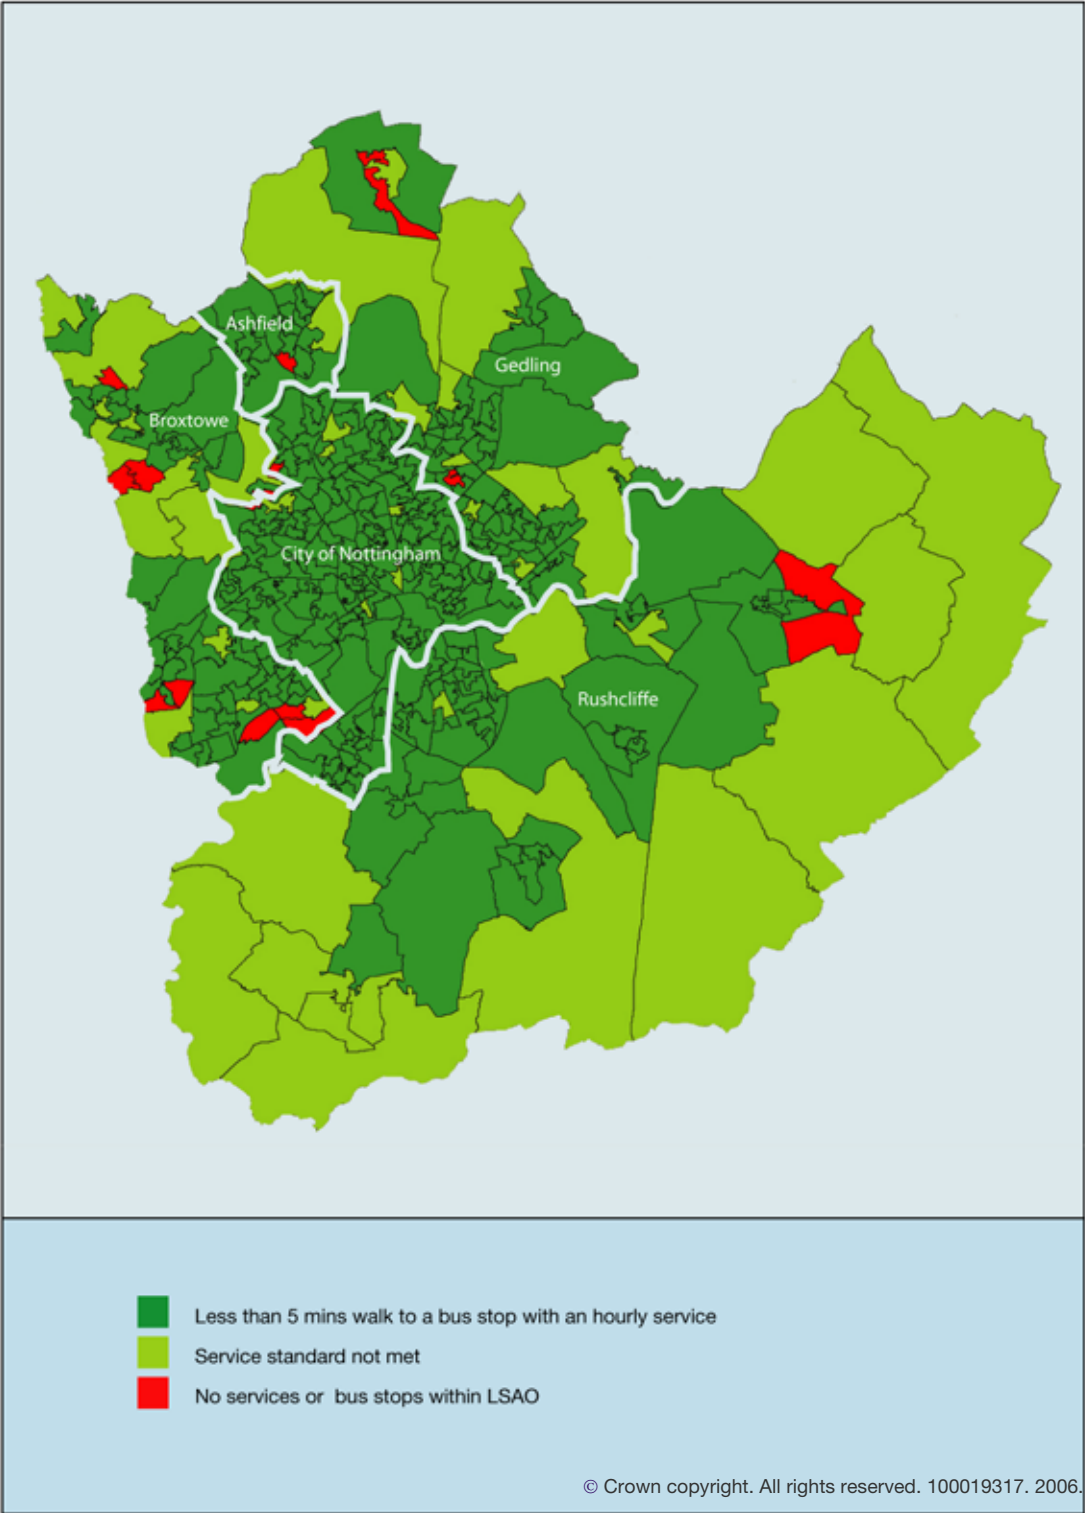 Ashfield
Gedling
Broxtowe
City of Nottingham
Rushcliffe
Less than 5 mins walk to a bus stop with an hourly service
Service standard not met
No services or bus stops within LSAO
© Crown copyright. All rights reserved. 100019317. 2006.